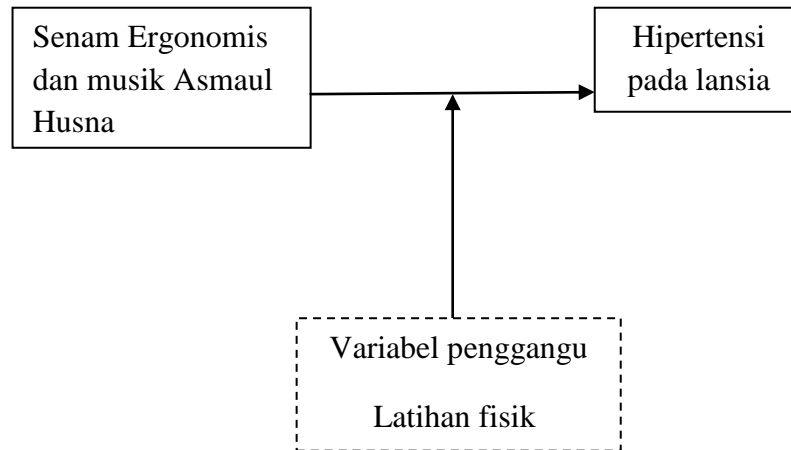 Senam Ergonomis
dan musik Asmaul
Husna
Hipertensi
pada lansia
Variabel penggangu
Latihan fisik